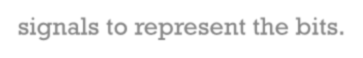 signals to represent the bits.